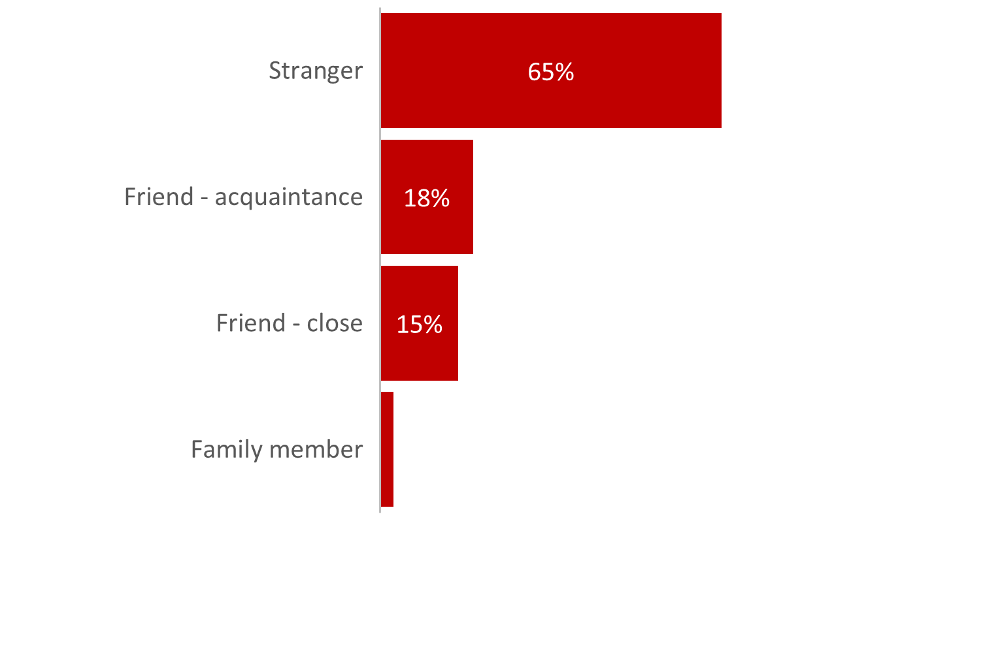 Stranger 65%
Friend - acquaintance 18%
Friend - close 15%
Family member